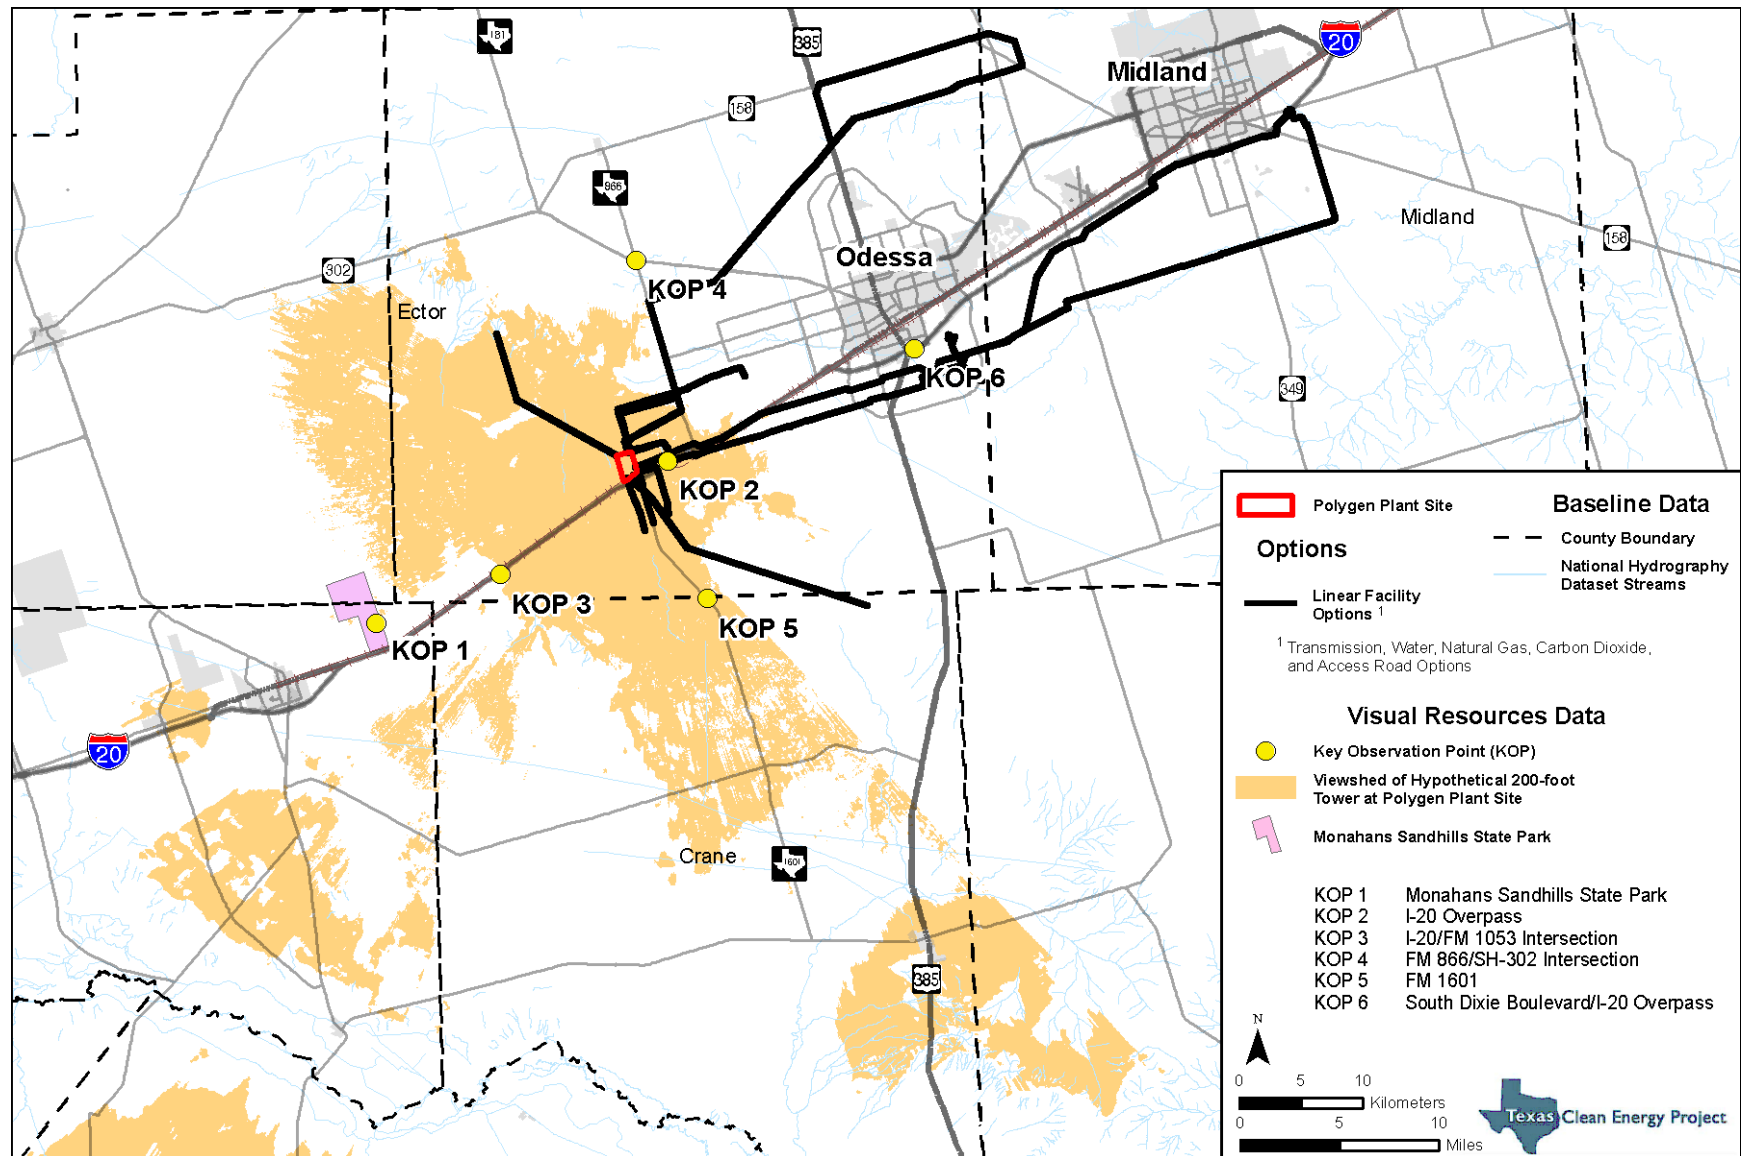 181
385
20
Midland
158
866
Midland
158
Odessa
302
KOP 4
Ector
KOP 6
349
KOP 2
KOP 3
KOP 5
KOP 1
20
Crane
1601
385
Polygen Plant Site
Options
Linear Facility
Options 1
1 Transmission, Water, Natural Gas, Carbon Dioxide,
and Access Road Options
Baseline Data
County Boundary
National Hydrography
Dataset Streams
Visual Resources Data
Key Observation Point (KOP)
Viewshed of Hypothetical 200-foot
Tower at Polygen Plant Site
Monahans Sandhills State Park
KOP 1 Monahans Sandhills State Park
KOP 2 I-20 Overpass
KOP 3 I-20/FM 1053 Intersection
KOP 4 FM 866/SH-302 Intersection
KOP 5 FM 1601
KOP 6 South Dixie Boulevard/I-20 Overpass
N
0 5 10
Kilometers
0 5 10
Miles
Texas Clean Energy Project